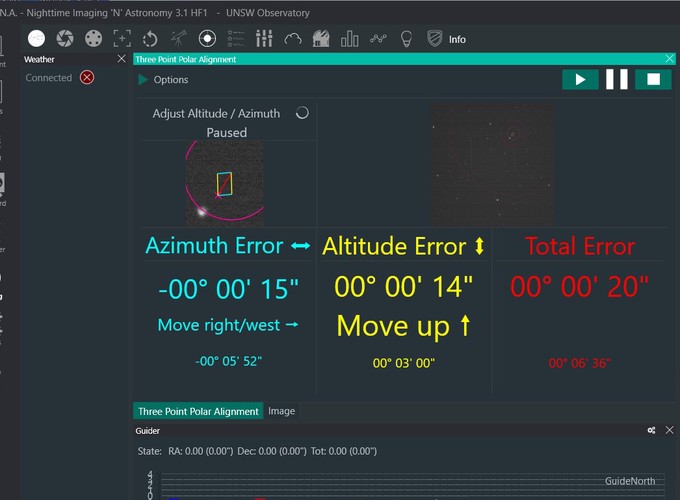 N.A. - Nighttime Imaging 'N' Astronomy 3.1 HF1 - UNSW Observatory
Info
Weather
Three Point Polar Alignment
Connected
Options
Adjust Altitude / Azimuth
Paused
Azimuth Error Altitude Error Total Error
-00° 00' 15" 00° 00' 14" 00° 00' 20"
Move right/west Move up
-00° 05' 52" 00° 03' 00" 00° 06' 36"
Three Point Polar Alignment Image
Guider
State: RA: 0.00 (0.00") Dec: 0.00 (0.00") Tot: 0.00 (0.00")
4
GuideNorth